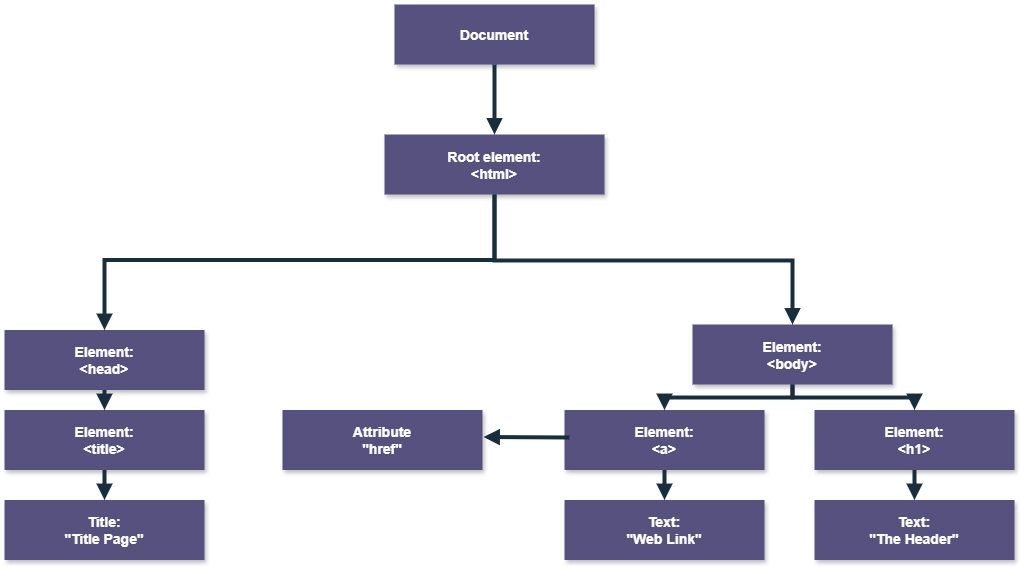 Document
Root element:
<html>
Element:
<head>
Element:
<body>
Element:
<title>
Attribute
"href"
Element:
<a>
Element:
<h1>
Title:
"Title Page"
Text:
"Web Link"
Text:
"The Header"